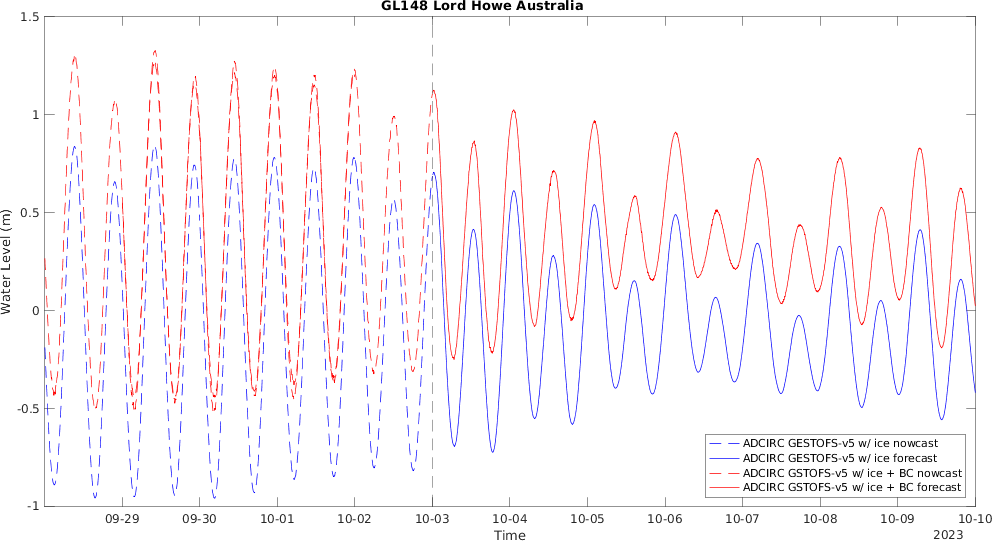 GL148 Lord Howe Australia
1.5
1
0.5
0
-0.5
-1
Water Level (m)
ADCIRC GESTOFS-v5 w/ ice nowcast
ADCIRC GESTOFS-v5 w/ ice forecast
ADCIRC GSTOFS-v5 w/ ice + BC nowcast
ADCIRC GSTOFS-v5 w/ ice + BC forecast
09-29 09-30 10-01 10-02 10-03 10-04 10-05 10-06 10-07 10-08 10-09 10-10
Time
2023